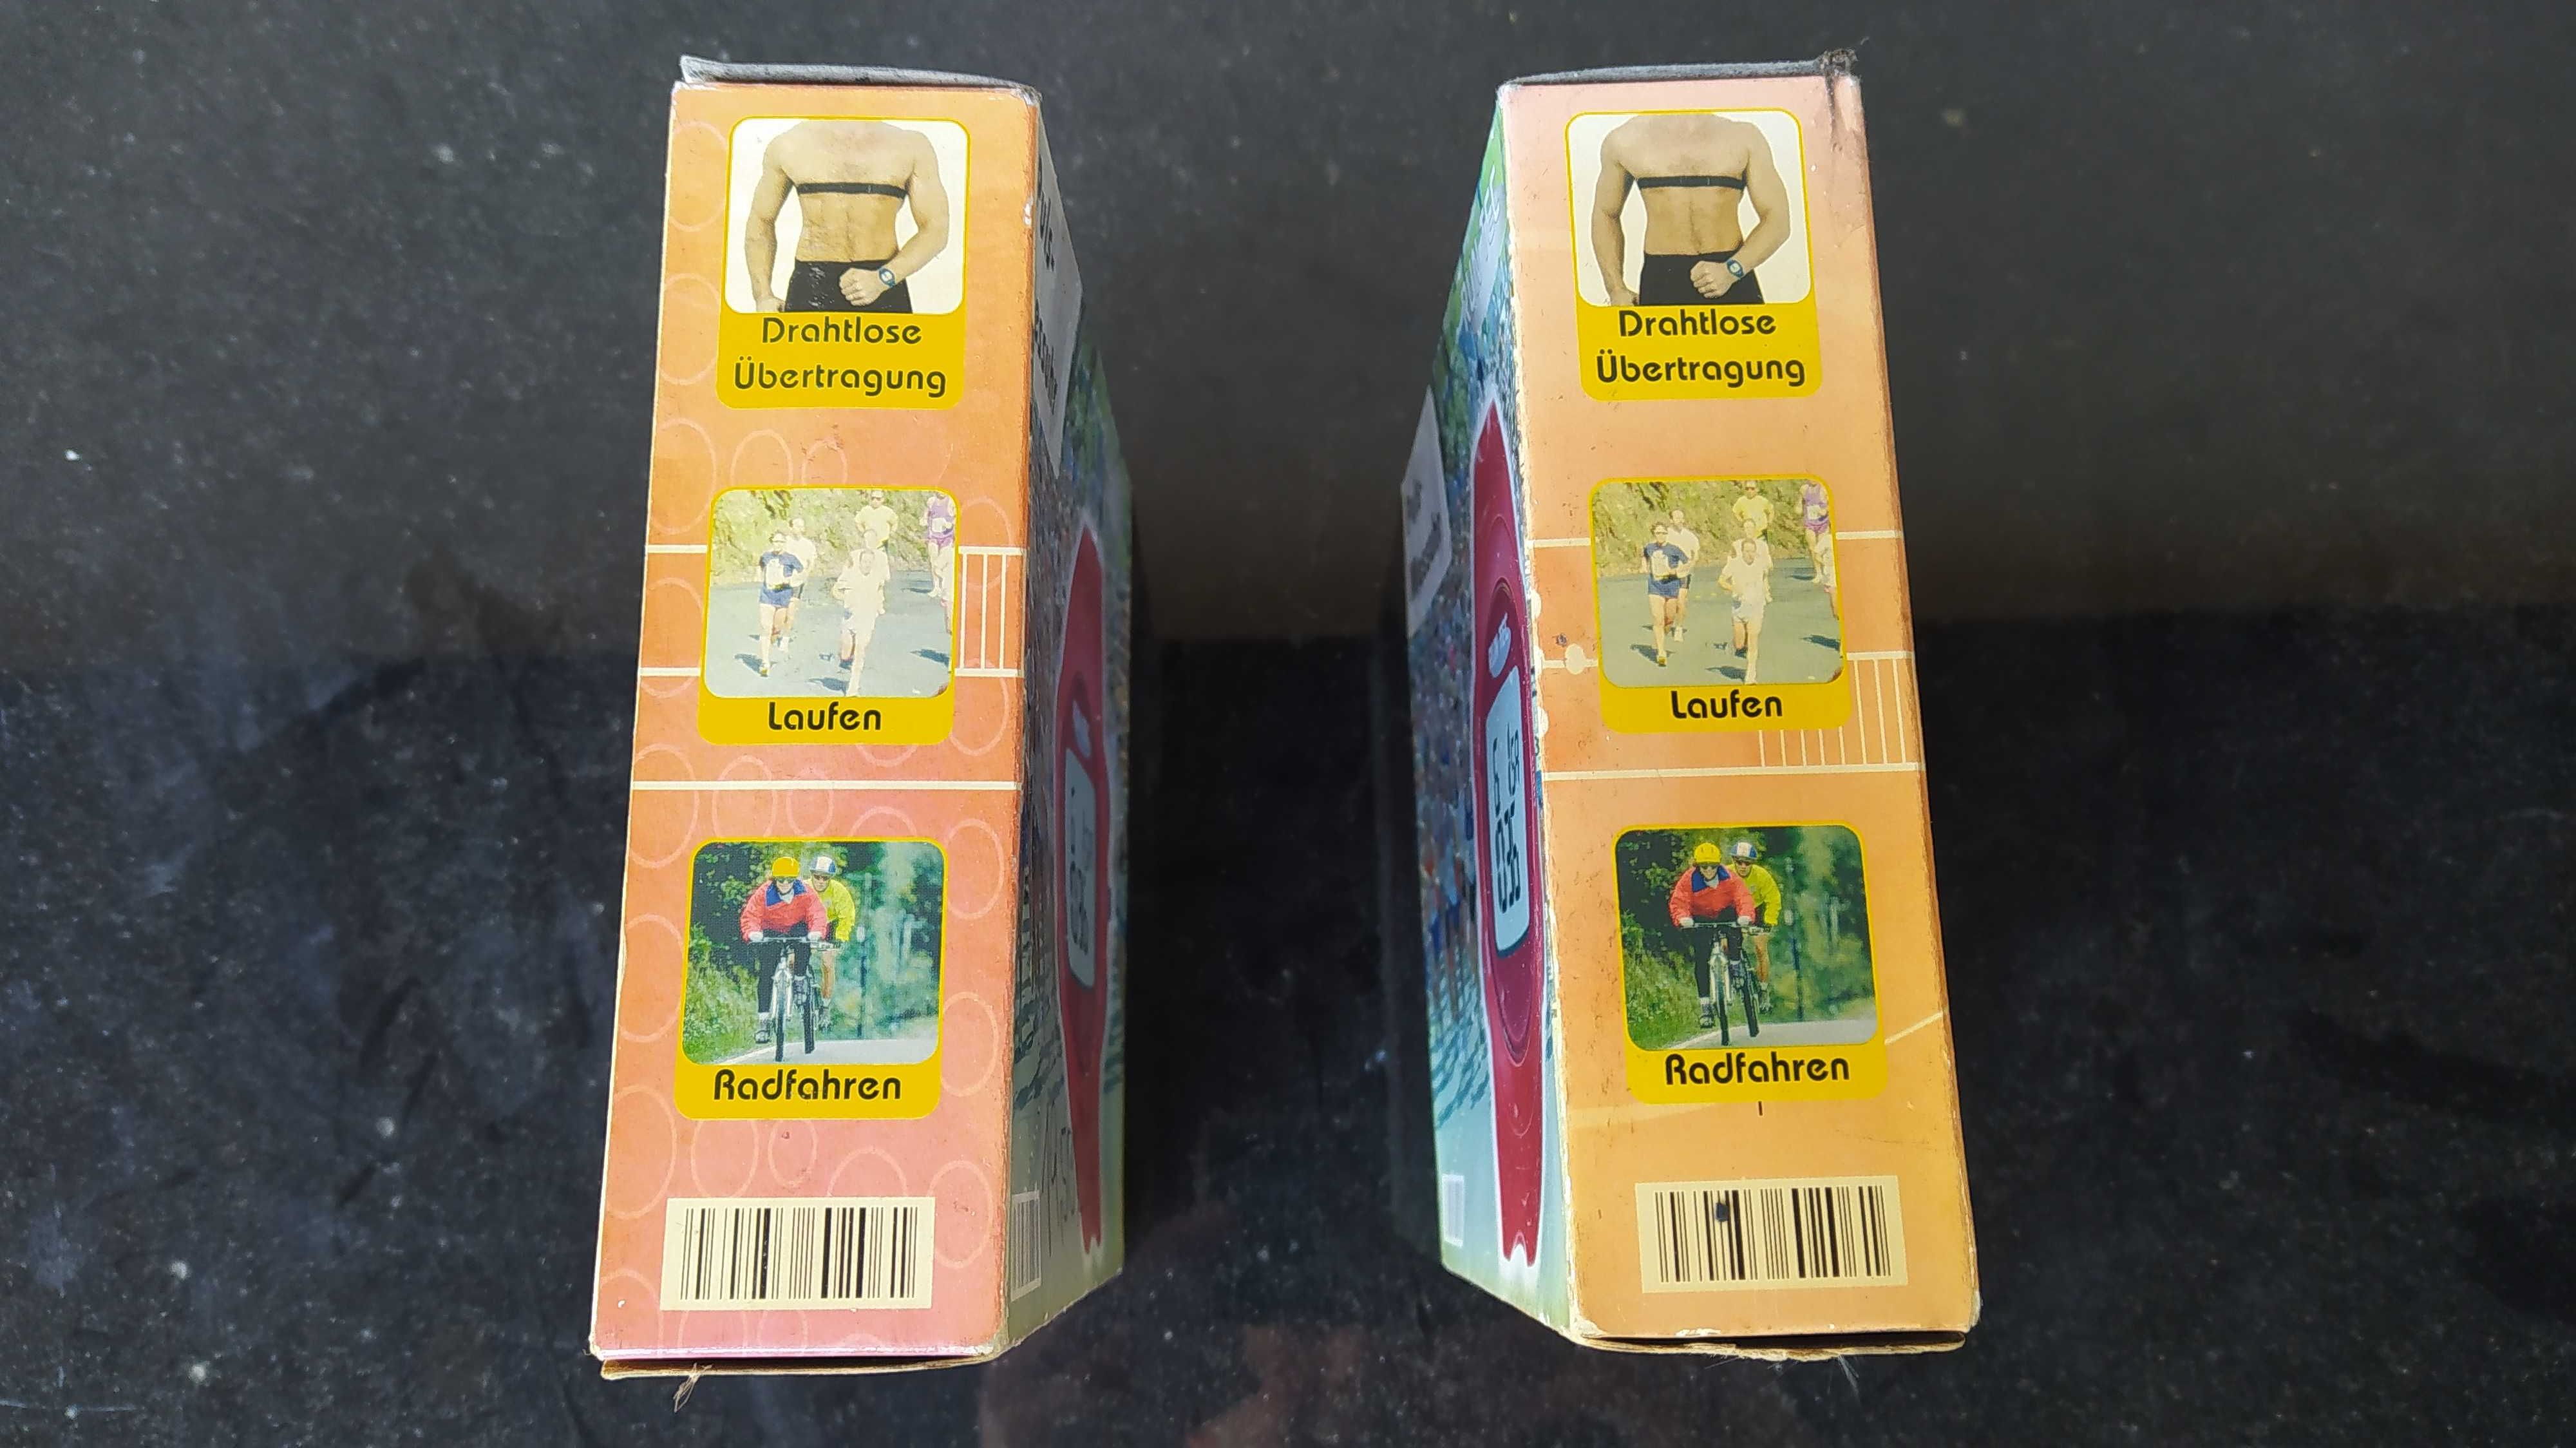 Drahtlose
Übertragung
Laufen
Radfahren
Drahtlose
Übertragung
Laufen
Radfahren